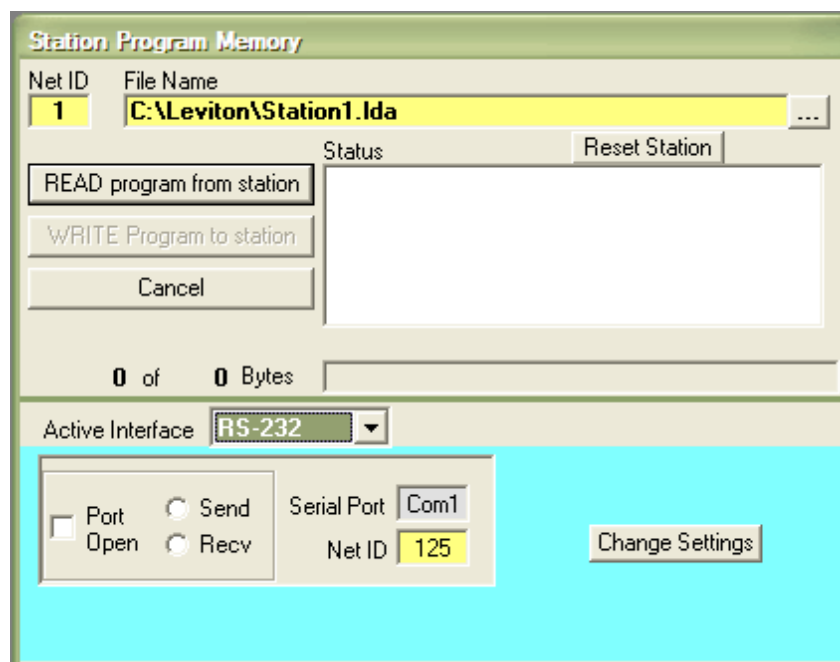 Station Program Memory
Net ID File Name
1 C:\Leviton\Station1.lda ...
Status Reset Station
READ program from station
WRITE Program to station
Cancel
0 of 0 Bytes
Active Interface RS-232
Port Open Send Recv Serial Port Com1
Net ID 125 Change Settings